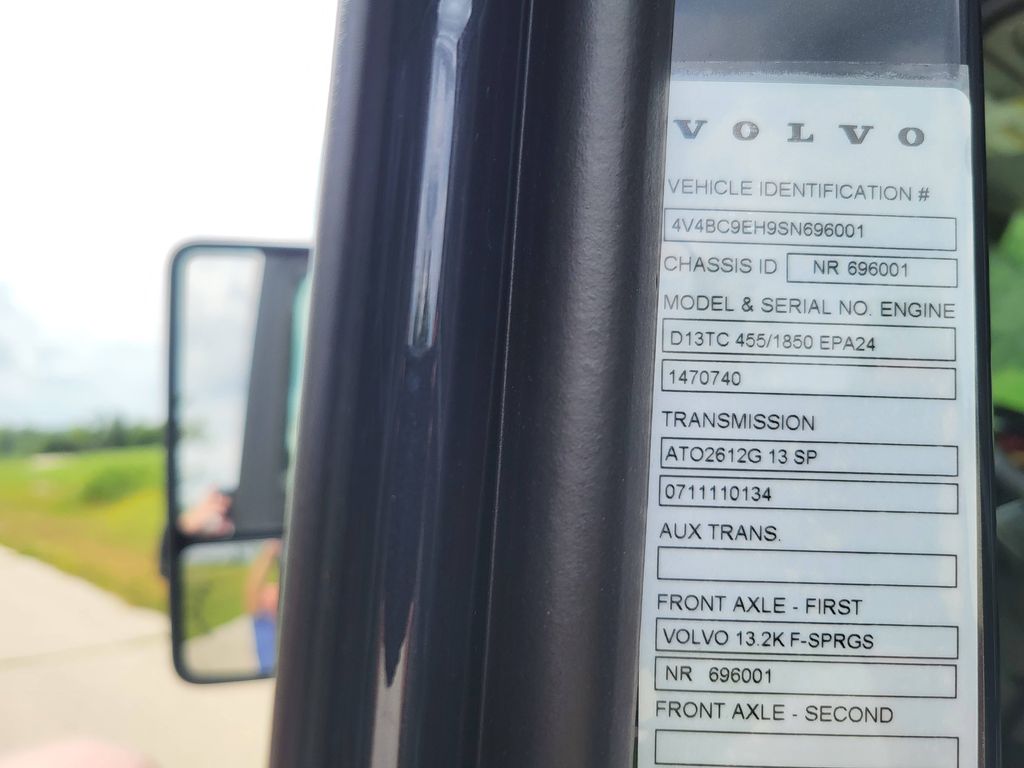 VOLVO
VEHICLE IDENTIFICATION #
4V4BC9EH9SN696001
CHASSIS ID NR 696001
MODEL & SERIAL NO. ENGINE
D13TC 455/1850 EPA24
1470740
TRANSMISSION
ATO2612G 13 SP
0711110134
AUX TRANS.
FRONT AXLE - FIRST
VOLVO 13.2K F-SPRGS
NR 696001
FRONT AXLE - SECOND